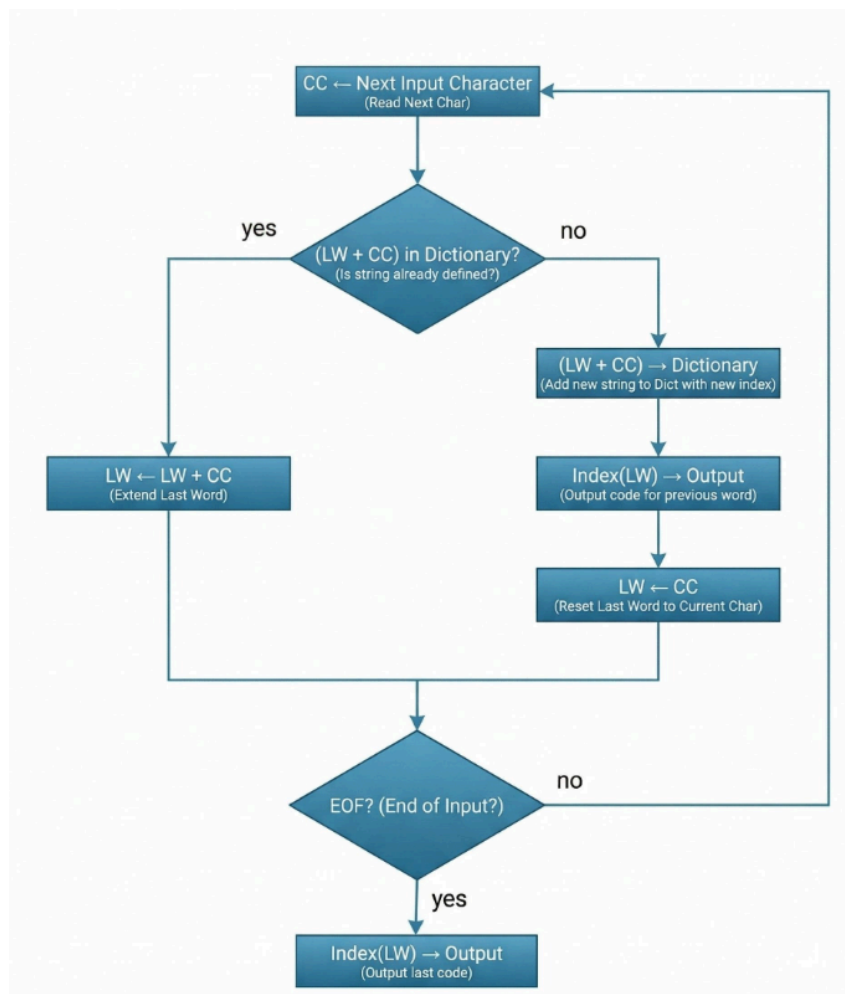 CC ← Next Input Character
(Read Next Char)
yes
no
(LW + CC) in Dictionary?
(Is string already defined?)
(LW + CC) → Dictionary
(Add new string to Dict with new index)
LW ← LW + CC
(Extend Last Word)
Index(LW) → Output
(Output code for previous word)
LW ← CC
(Reset Last Word to Current Char)
no
EOF? (End of Input?)
yes
Index(LW) → Output
(Output last code)